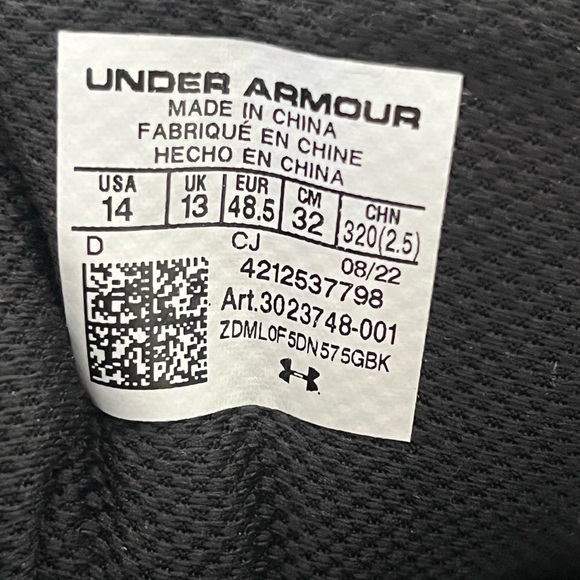 UNDER ARMOUR
MADE IN CHINA
FABRIQUÉ EN CHINE
HECHO EN CHINA
USA UK EUR CM CHN
14 13 48.5 32 320(2.5)
D CJ 08/22
4212537798
Art.3023748-001
ZDML0F5DN575GBK